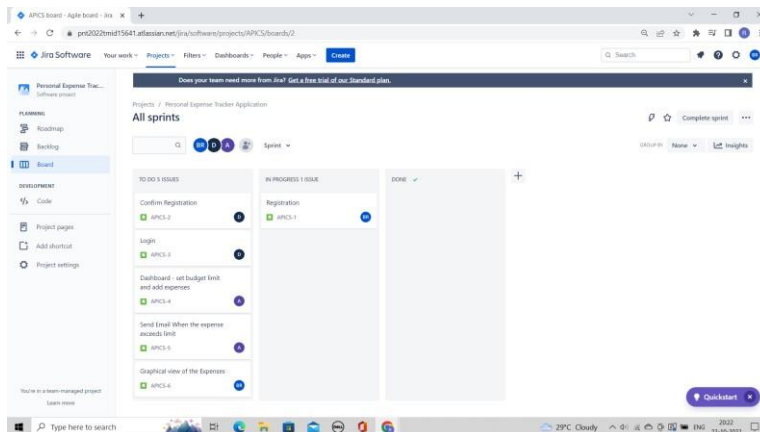 APICS board - Agile board - Jira
pnt2022tmid15641.atlassian.net/jira/software/projects/APICS/boards/2
Jira Software
Your work
Projects
Filters
Dashboards
People
Apps
Create
Search
Does your team need more from Jira? Get a free trial of our Standard plan.
Personal Expense Trac...
Software project
PLANNING
Roadmap
Backlog
Board
DEVELOPMENT
Code
Project pages
Add shortcut
Project settings
You're in a team-managed project
Learn more
Projects / Personal Expense Tracker Application
All sprints
Complete sprint
BR
D
A
Sprint
GROUP BY
None
Insights
TO DO 5 ISSUES
Confirm Registration
APICS-2
D
Login
APICS-3
D
Dashboard - set budget limit
and add expenses
APICS-4
A
Send Email When the expense
exceeds limit
APICS-5
A
Graphical view of the Expenses
APICS-6
BR
IN PROGRESS 1 ISSUE
Registration
APICS-1
BR
DONE
Quickstart
Type here to search
29°C Cloudy
ENG